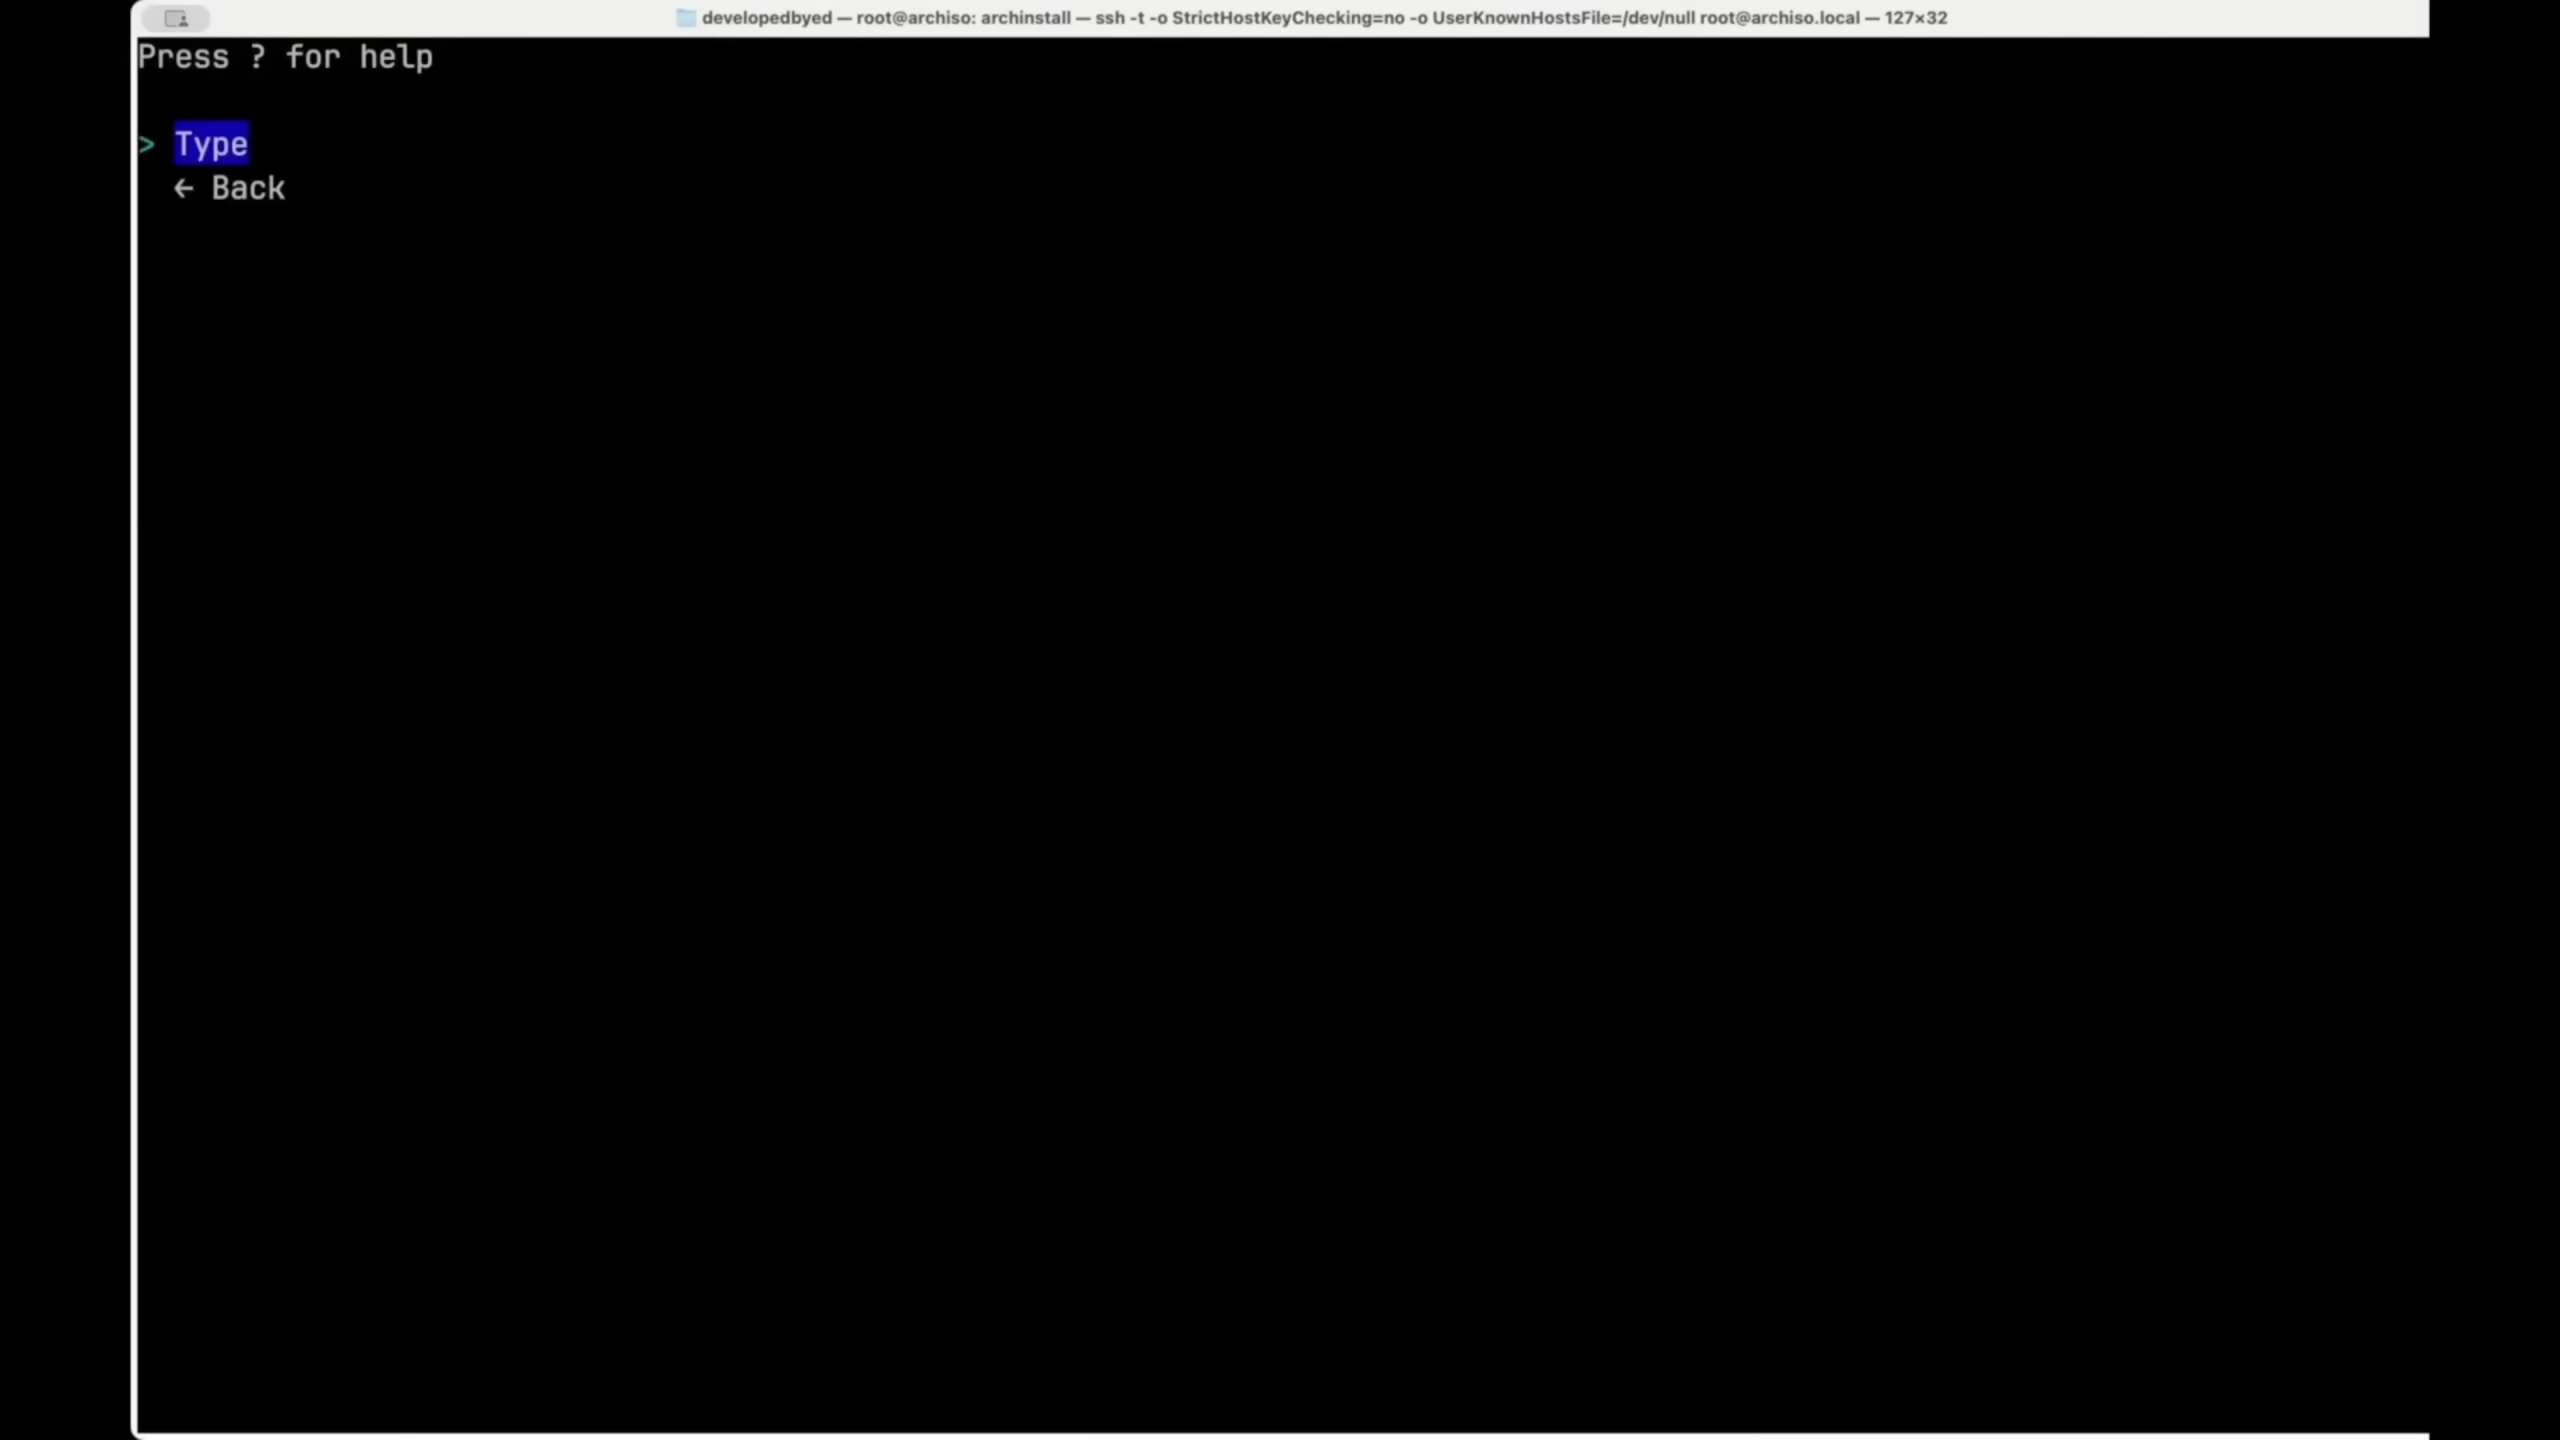 developedbyed — root@archiso: archinstall — ssh -t -o StrictHostKeyChecking=no -o UserKnownHostsFile=/dev/null root@archiso.local — 127×32
Press ? for help
> Type
← Back